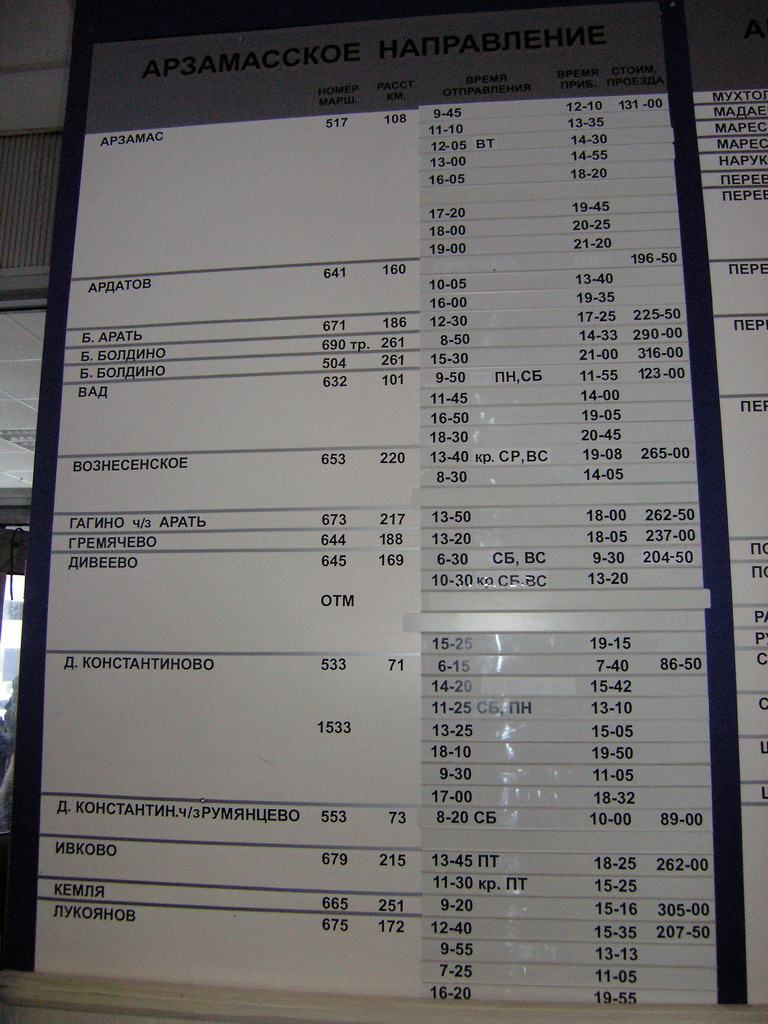 АРЗАМАССКОЕ НАПРАВЛЕНИЕ
НОМЕР МАРШ. РАССТ. КМ. ВРЕМЯ ОТПРАВЛЕНИЯ ВРЕМЯ ПРИБ. СТОИМ. ПРОЕЗДА
АРЗАМАС 517 108 9-45 12-10 131-00
11-10 13-35
12-05 ВТ 14-30
13-00 14-55
16-05 18-20
17-20 19-45
18-00 20-25
19-00 21-20
196-50
АРДАТОВ 641 160 10-05 13-40
16-00 19-35
Б. АРАТЬ 671 186 12-30 17-25 225-50
Б. БОЛДИНО 690 тр. 261 8-50 14-33 290-00
Б. БОЛДИНО 504 261 15-30 21-00 316-00
ВАД 632 101 9-50 ПН,СБ 11-55 123-00
11-45 14-00
16-50 19-05
18-30 20-45
ВОЗНЕСЕНСКОЕ 653 220 13-40 кр. СР,ВС 19-08 265-00
8-30 14-05
ГАГИНО ч/з АРАТЬ 673 217 13-50 18-00 262-50
ГРЕМЯЧЕВО 644 188 13-20 18-05 237-00
ДИВЕЕВО 645 169 6-30 СБ, ВС 9-30 204-50
10-30 кр.СБ.ВС 13-20
ОТМ
15-25 19-15
Д. КОНСТАНТИНОВО 533 71 6-15 7-40 86-50
14-20 15-42
11-25 СБ, ПН 13-10
1533 13-25 15-05
18-10 19-50
9-30 11-05
17-00 18-32
Д. КОНСТАНТИН.ч/зРУМЯНЦЕВО 553 73 8-20 СБ 10-00 89-00
ИВКОВО 679 215 13-45 ПТ 18-25 262-00
11-30 кр. ПТ 15-25
КЕМЛЯ 665 251 9-20 15-16 305-00
ЛУКОЯНОВ 675 172 12-40 15-35 207-50
9-55 13-13
7-25 11-05
16-20 19-55
А
МУХТОЛ
МАДАЕ
МАРЕС
МАРЕС
НАРУК
ПЕРЕВ
ПЕРЕВ
ПЕРЕ
ПЕРІ
ПЕР
ПО
ПО
РА
РУ
С
С
Ц
Ц